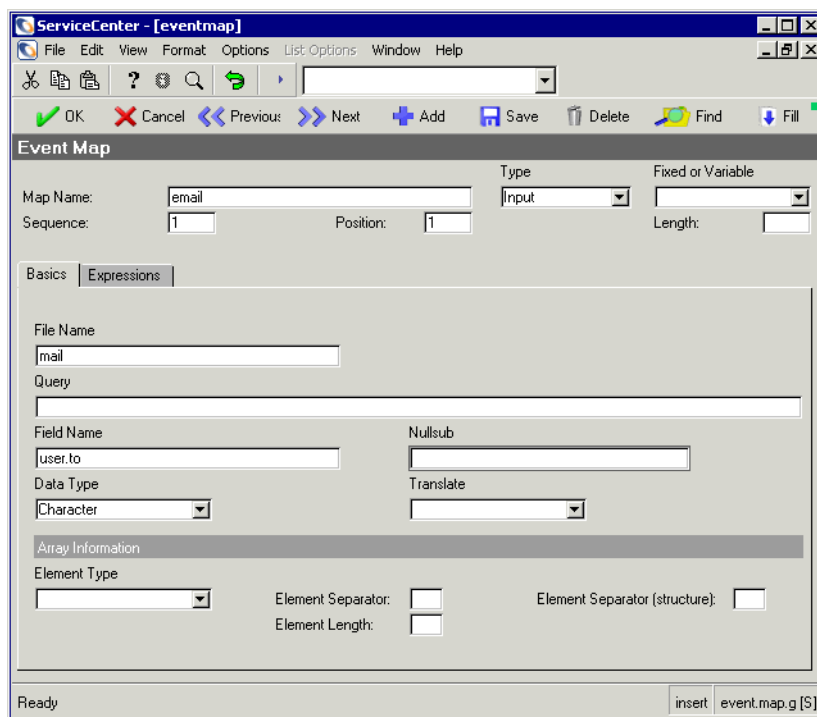 ServiceCenter - [eventmap]
File Edit View Format Options List Options Window Help
OK Cancel Previous Next Add Save Delete Find Fill
Event Map
Type Fixed or Variable
Map Name: email Input
Sequence: 1 Position: 1 Length:
Basics Expressions
File Name
mail
Query
Field Name Nullsub
user.to
Data Type Translate
Character
Array Information
Element Type
Element Separator: Element Separator (structure):
Element Length:
Ready insert event.map.g [S]